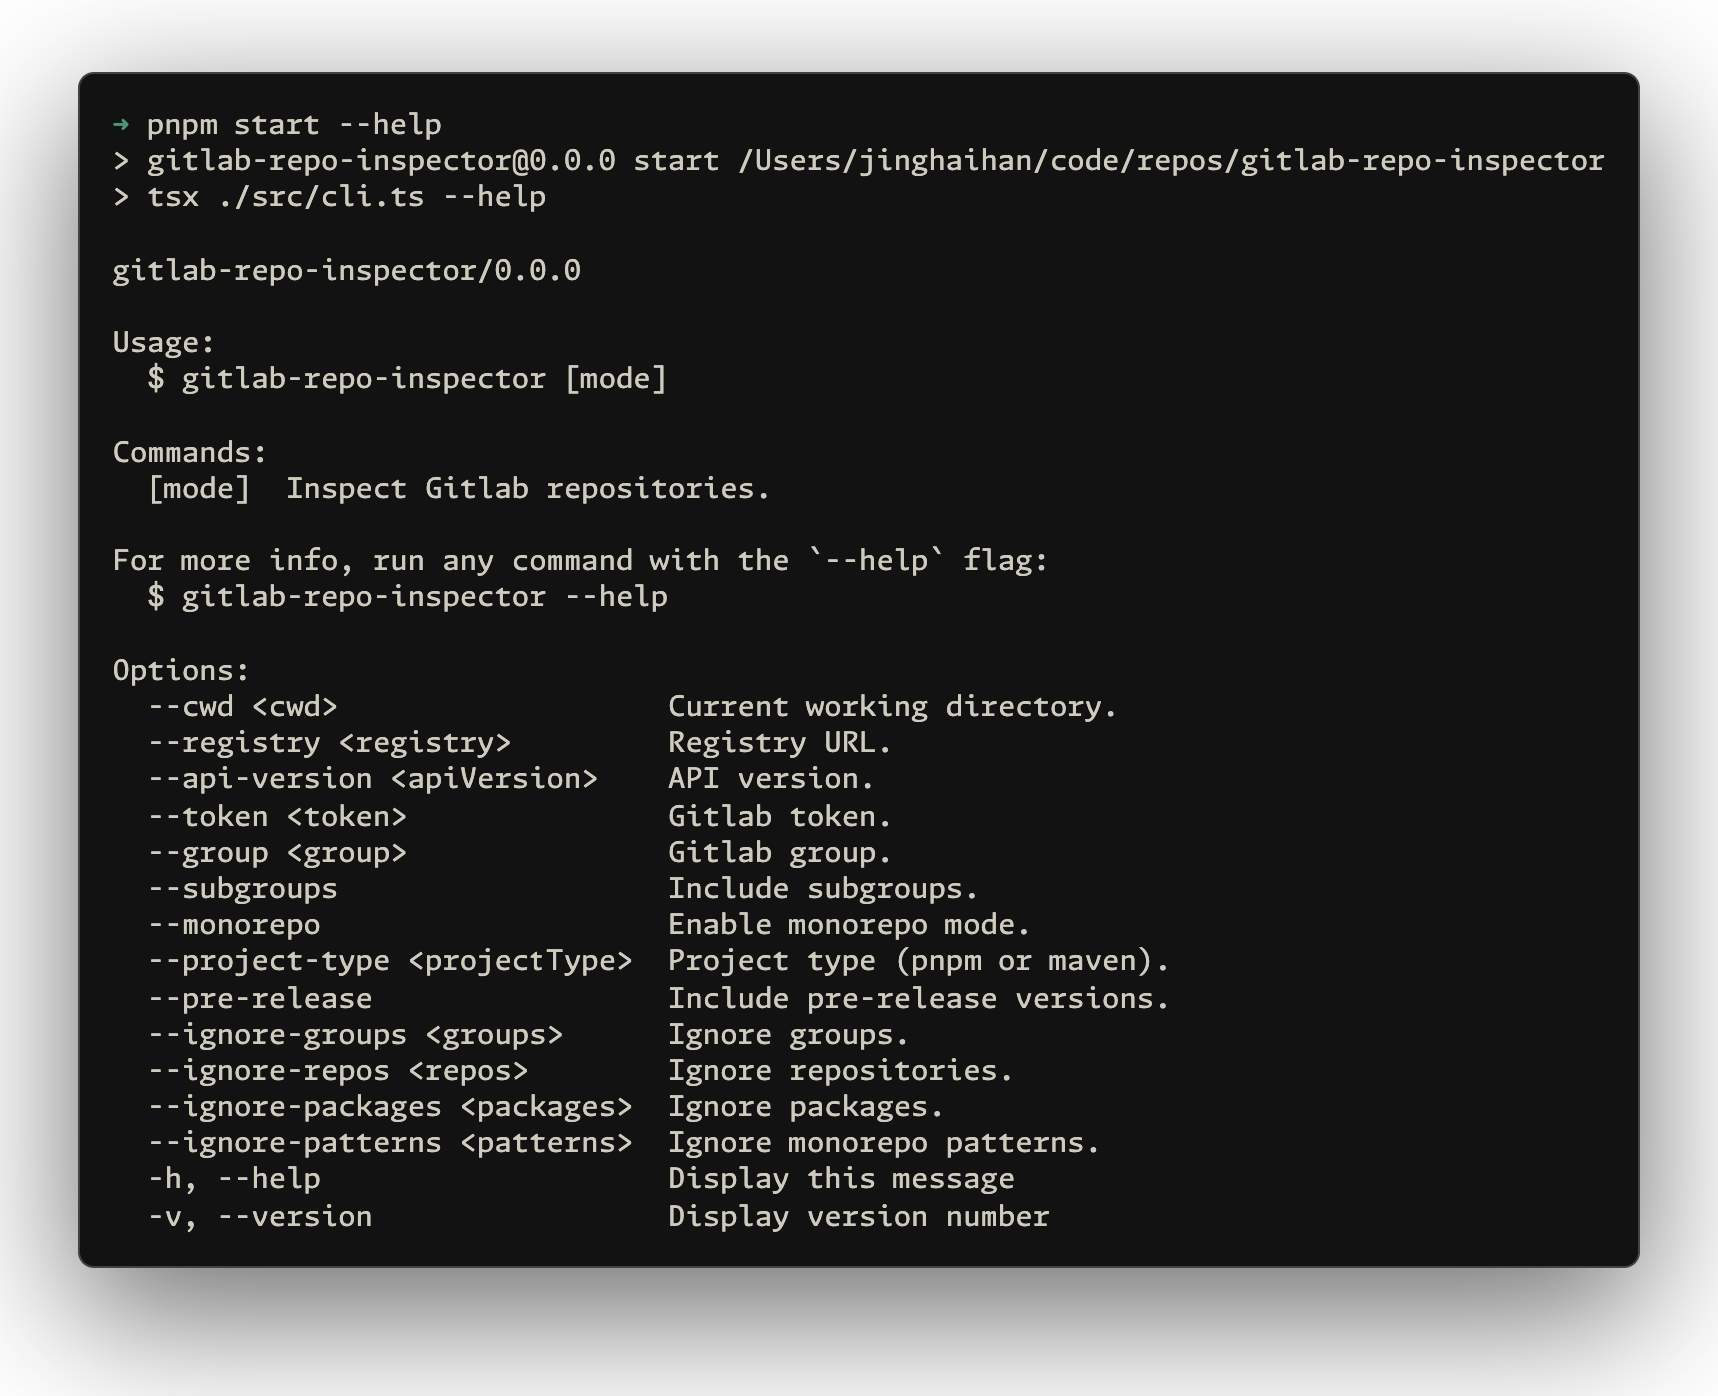 ➜ pnpm start --help
> gitlab-repo-inspector@0.0.0 start /Users/jinghaihan/code/repos/gitlab-repo-inspector
> tsx ./src/cli.ts --help

gitlab-repo-inspector/0.0.0

Usage:
  $ gitlab-repo-inspector [mode]

Commands:
  [mode]  Inspect Gitlab repositories.

For more info, run any command with the `--help` flag:
  $ gitlab-repo-inspector --help

Options:
  --cwd <cwd>                   Current working directory.
  --registry <registry>         Registry URL.
  --api-version <apiVersion>    API version.
  --token <token>               Gitlab token.
  --group <group>               Gitlab group.
  --subgroups                   Include subgroups.
  --monorepo                    Enable monorepo mode.
  --project-type <projectType>  Project type (pnpm or maven).
  --pre-release                 Include pre-release versions.
  --ignore-groups <groups>      Ignore groups.
  --ignore-repos <repos>        Ignore repositories.
  --ignore-packages <packages>  Ignore packages.
  --ignore-patterns <patterns>  Ignore monorepo patterns.
  -h, --help                    Display this message
  -v, --version                 Display version number